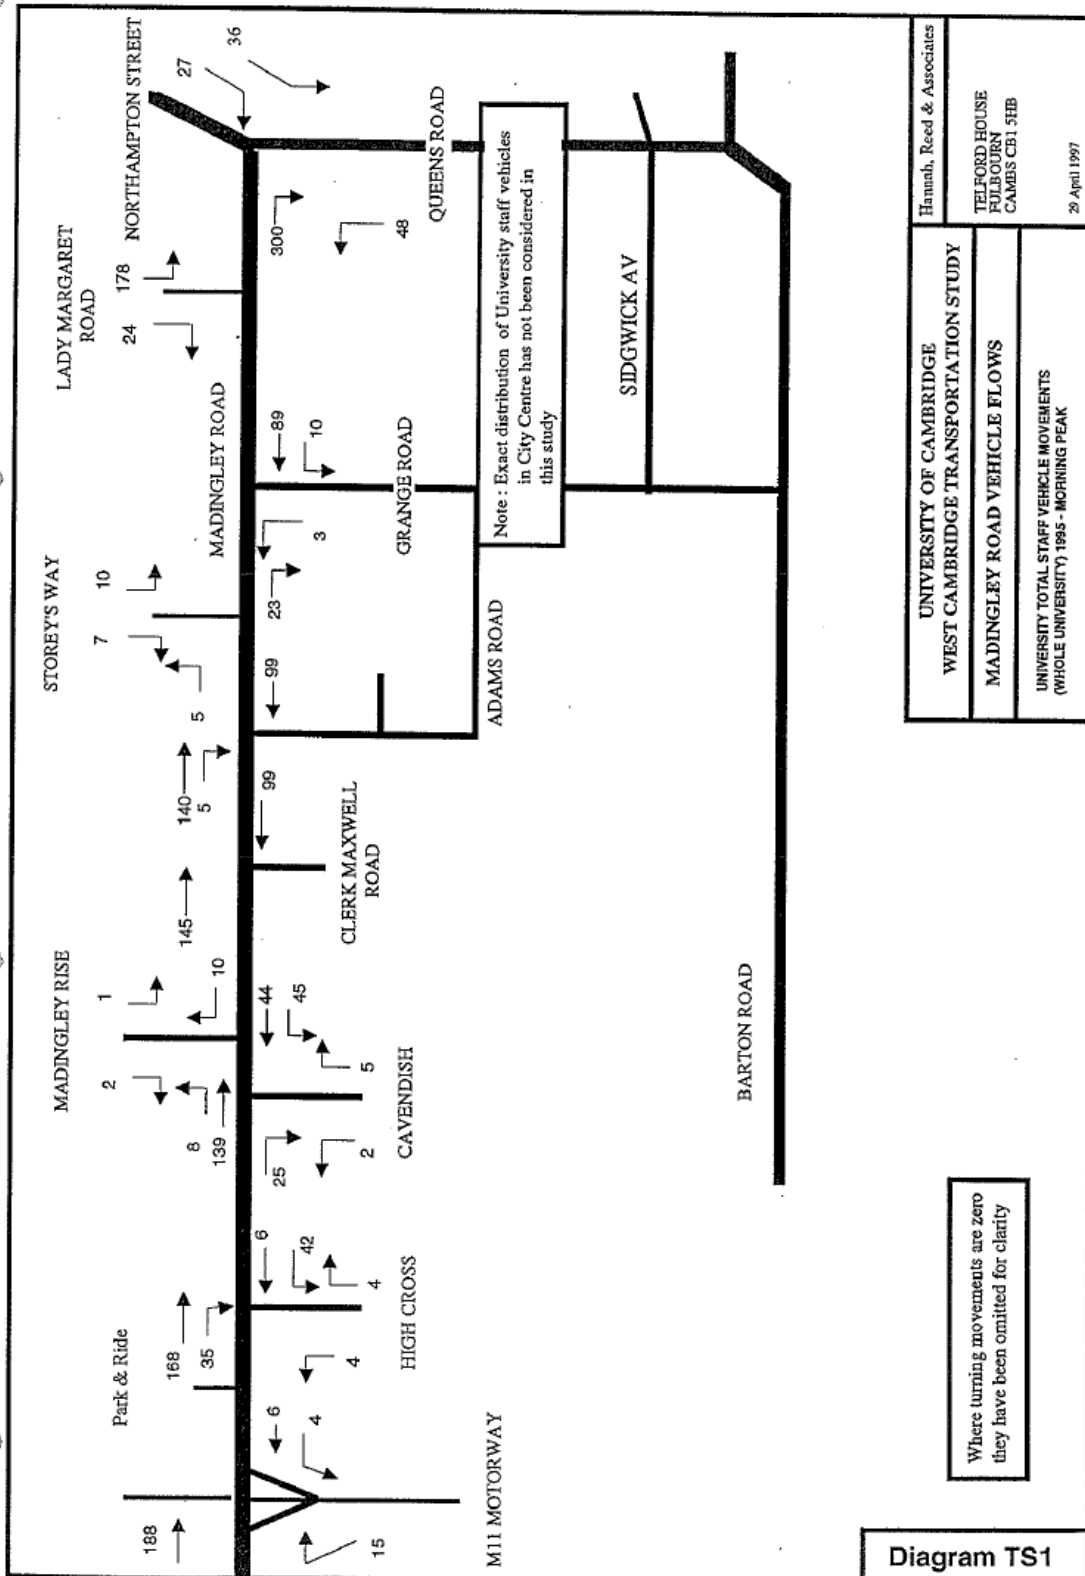 NORTHAMPTON STREET
36
27
LADY MARGARET
ROAD
178
24
300
48
QUEENS ROAD
MADINGLEY ROAD
89
10
GRANGE ROAD
STOREY'S WAY
10
7
5
3
23
99
ADAMS ROAD
140
5
99
CLERK MAXWELL
ROAD
145
MADINGLEY RISE
1
10
2
8
139
44
45
5
25
2
CAVENDISH
6
42
4
HIGH CROSS
Park & Ride
168
35
4
6
4
188
15
M11 MOTORWAY
Note : Exact distribution of University staff vehicles
in City Centre has not been considered in
this study
SIDGWICK AV
BARTON ROAD
Where turning movements are zero
they have been omitted for clarity
UNIVERSITY OF CAMBRIDGE
WEST CAMBRIDGE TRANSPORTATION STUDY
MADINGLEY ROAD VEHICLE FLOWS
UNIVERSITY TOTAL STAFF VEHICLE MOVEMENTS
(WHOLE UNIVERSITY) 1995 - MORNING PEAK
Hannah, Reed & Associates
TELFORD HOUSE
FULBOURN
CAMBS CB1 5HB
29 April 1997
Diagram TS1